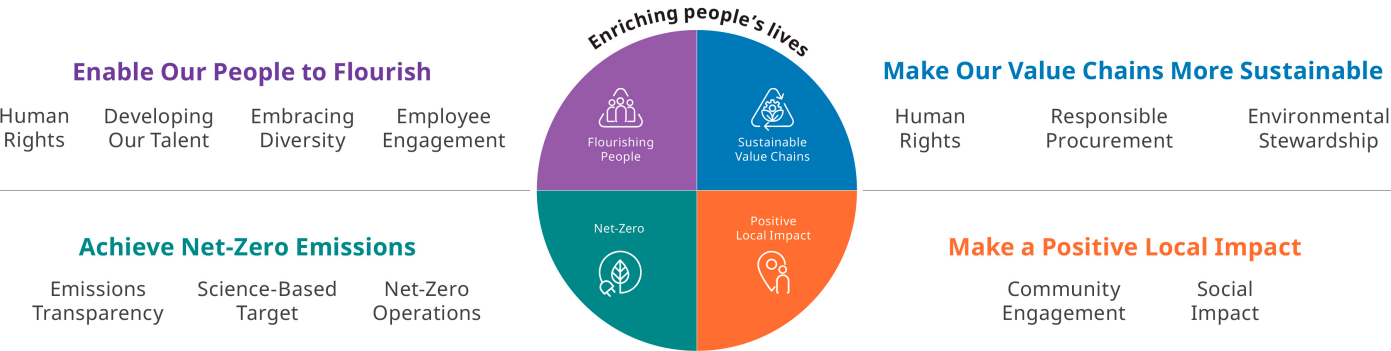 Enriching people's lives
Enable Our People to Flourish
Human
Rights
Developing
Our Talent
Embracing
Diversity
Employee
Engagement
Flourishing
People
Sustainable
Value Chains
Make Our Value Chains More Sustainable
Human
Rights
Responsible
Procurement
Environmental
Stewardship
Achieve Net-Zero Emissions
Emissions
Transparency
Science-Based
Target
Net-Zero
Operations
Net-Zero
Positive
Local Impact
Make a Positive Local Impact
Community
Engagement
Social
Impact